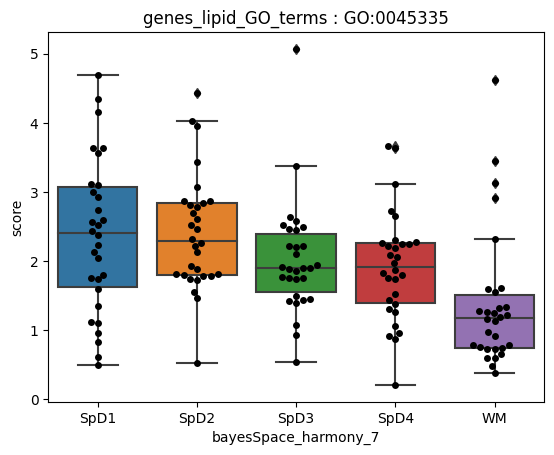 genes_lipid_GO_terms : GO:0045335
5
4
3
2
1
0
score
SpD1 SpD2 SpD3 SpD4 WM
bayesSpace_harmony_7